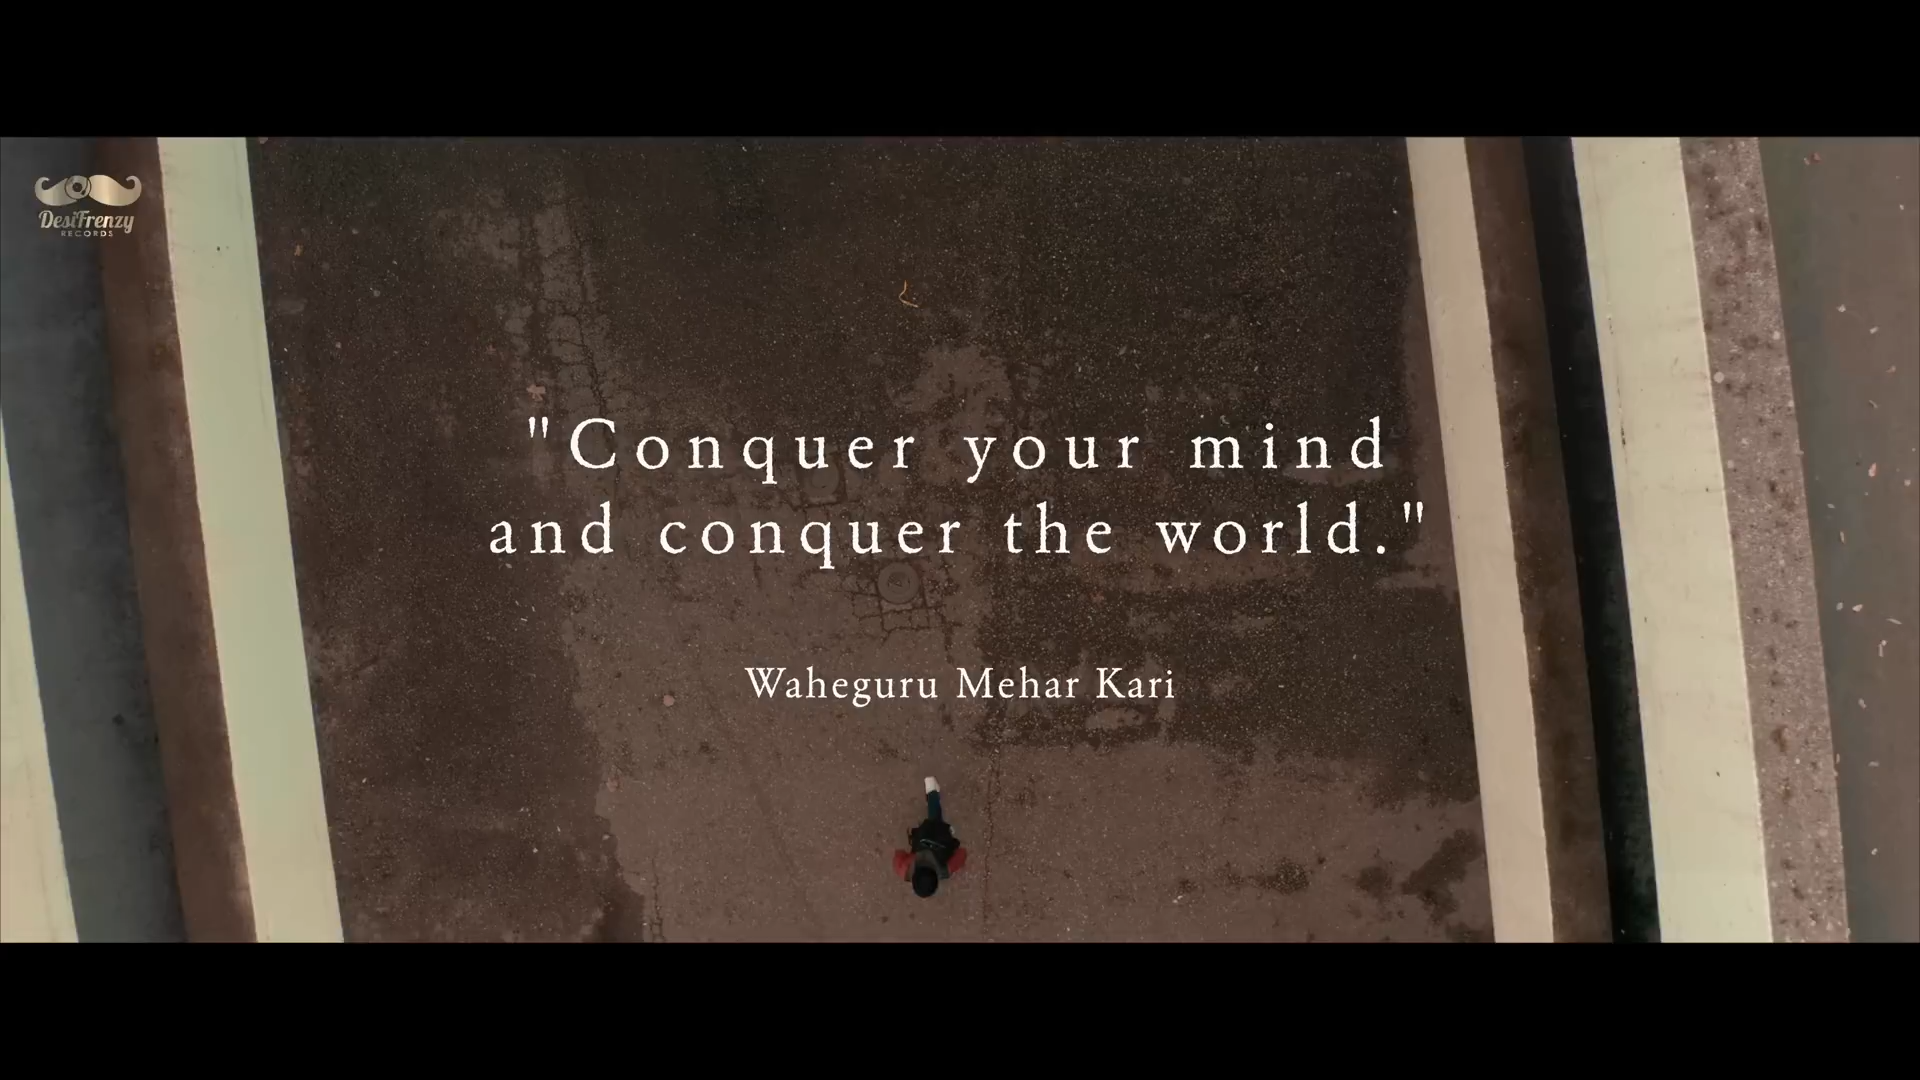 DesiFrenzy
RECORDS
"Conquer your mind
and conquer the world."
Waheguru Mehar Kari